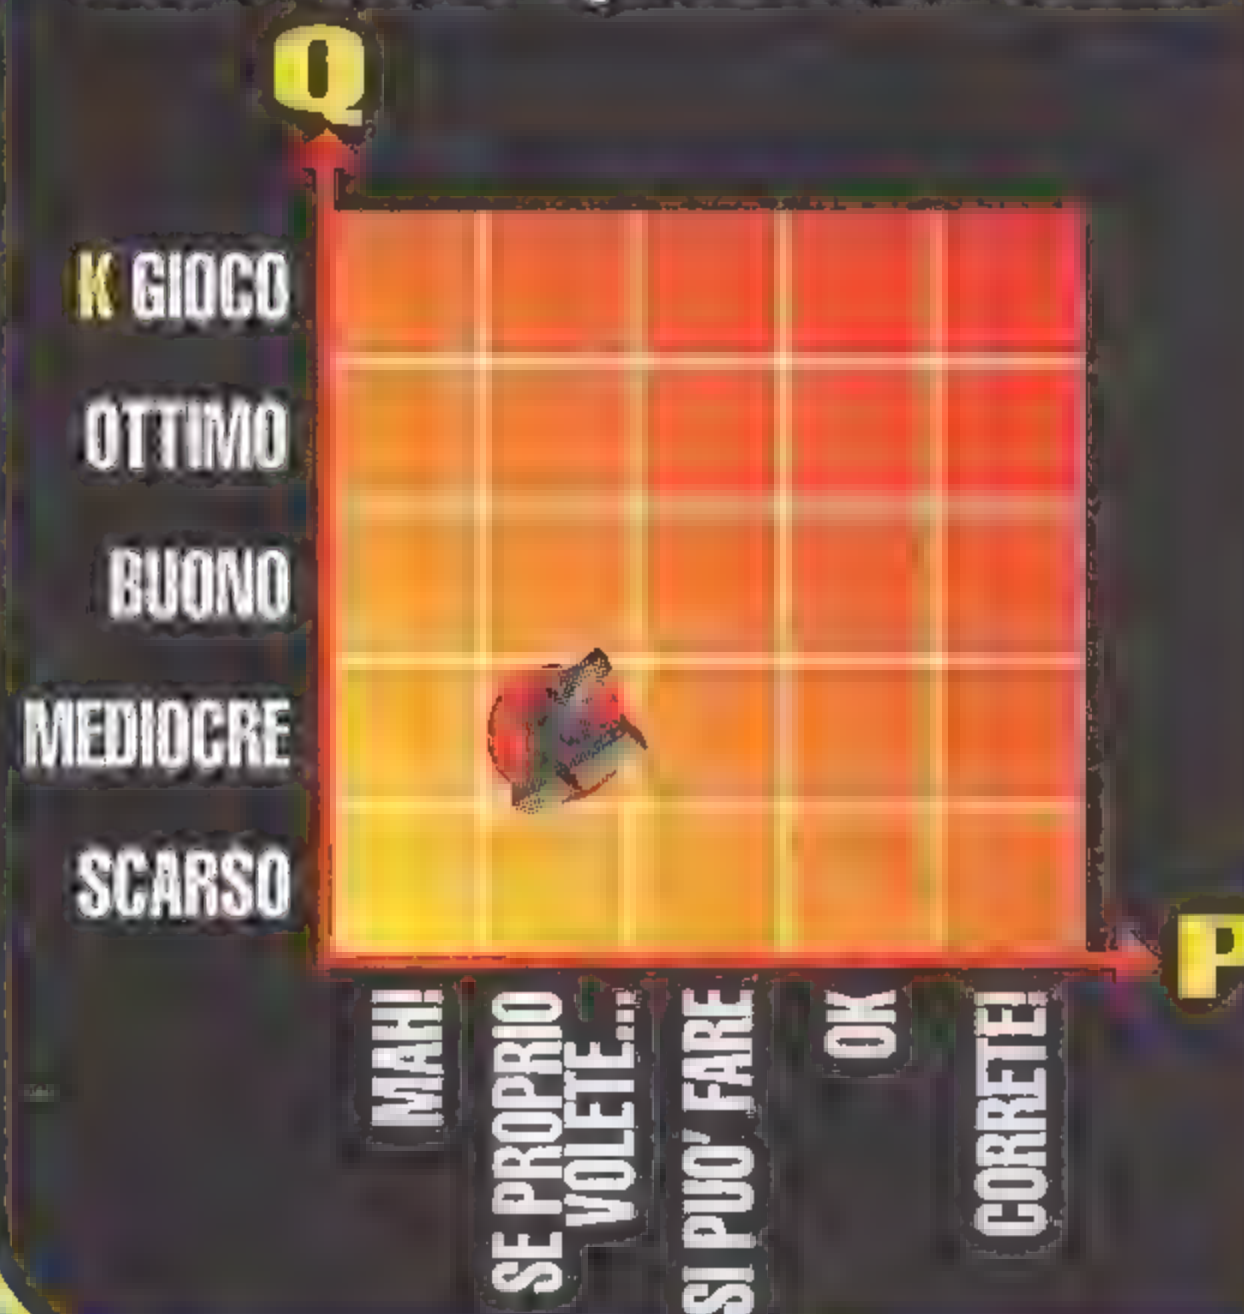 Q
K GIOCO
OTTIMO
BUONO
MEDIOCRE
SCARSO
P
MAH!
SE PROPRIO
VOLETE...
SI PUO' FARE
OK
CORRETE!